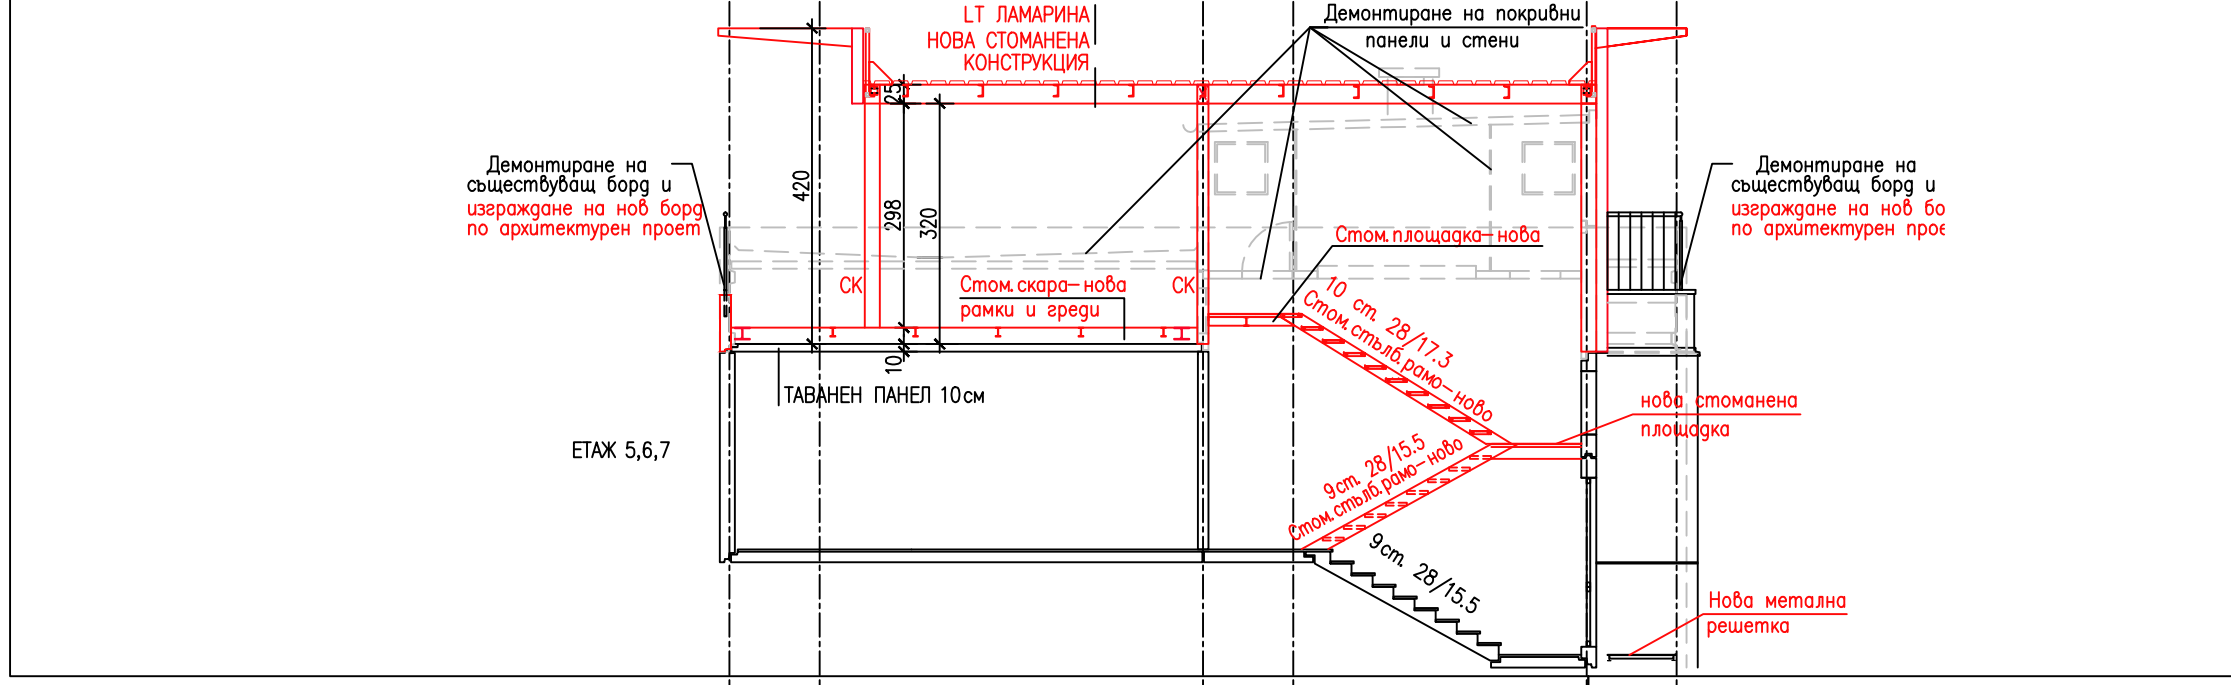 LT ЛАМАРИНА
НОВА СТОМАНЕНА
КОНСТРУКЦИЯ
Демонтиране на покривни
панели и стени
25
420
298
320
10
Демонтиране на
съществуващ борд и
изграждане на нов борд
по архитектурен проет
Демонтиране на
съществуващ борд и
изграждане на нов бо
по архитектурен прое
Стом.площадка-нова
СК
Стом.скара-нова
рамки и греди
СК
10 ст. 28/17.3
Стом.стълб.рамо-ново
ТАВАНЕН ПАНЕЛ 10см
нова стоманена
площадка
ЕТАЖ 5,6,7
9ст. 28/15.5
Стом.стълб.рамо-ново
9ст. 28/15.5
Нова метална
решетка